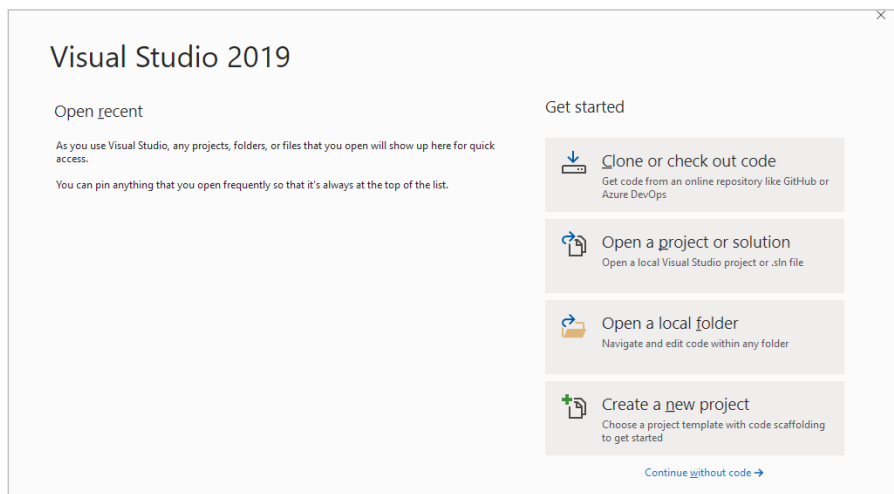 Visual Studio 2019
Open recent
As you use Visual Studio, any projects, folders, or files that you open will show up here for quick
access.
You can pin anything that you open frequently so that it's always at the top of the list.
Get started
Clone or check out code
Get code from an online repository like GitHub or
Azure DevOps
Open a project or solution
Open a local Visual Studio project or .sln file
Open a local folder
Navigate and edit code within any folder
Create a new project
Choose a project template with code scaffolding
to get started
Continue without code →